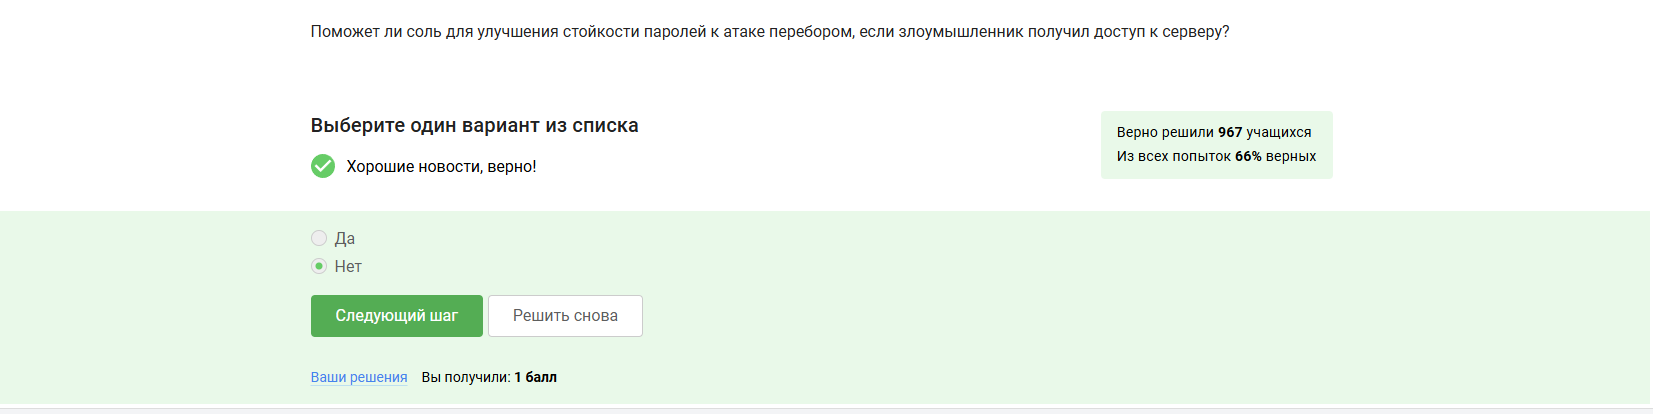 Поможет ли соль для улучшения стойкости паролей к атаке перебором, если злоумышленник получил доступ к серверу?
Выберите один вариант из списка
Верно решили 967 учащихся
Из всех попыток 66% верных
Хорошие новости, верно!
Да
Нет
Следующий шаг
Решить снова
Ваши решения Вы получили: 1 балл